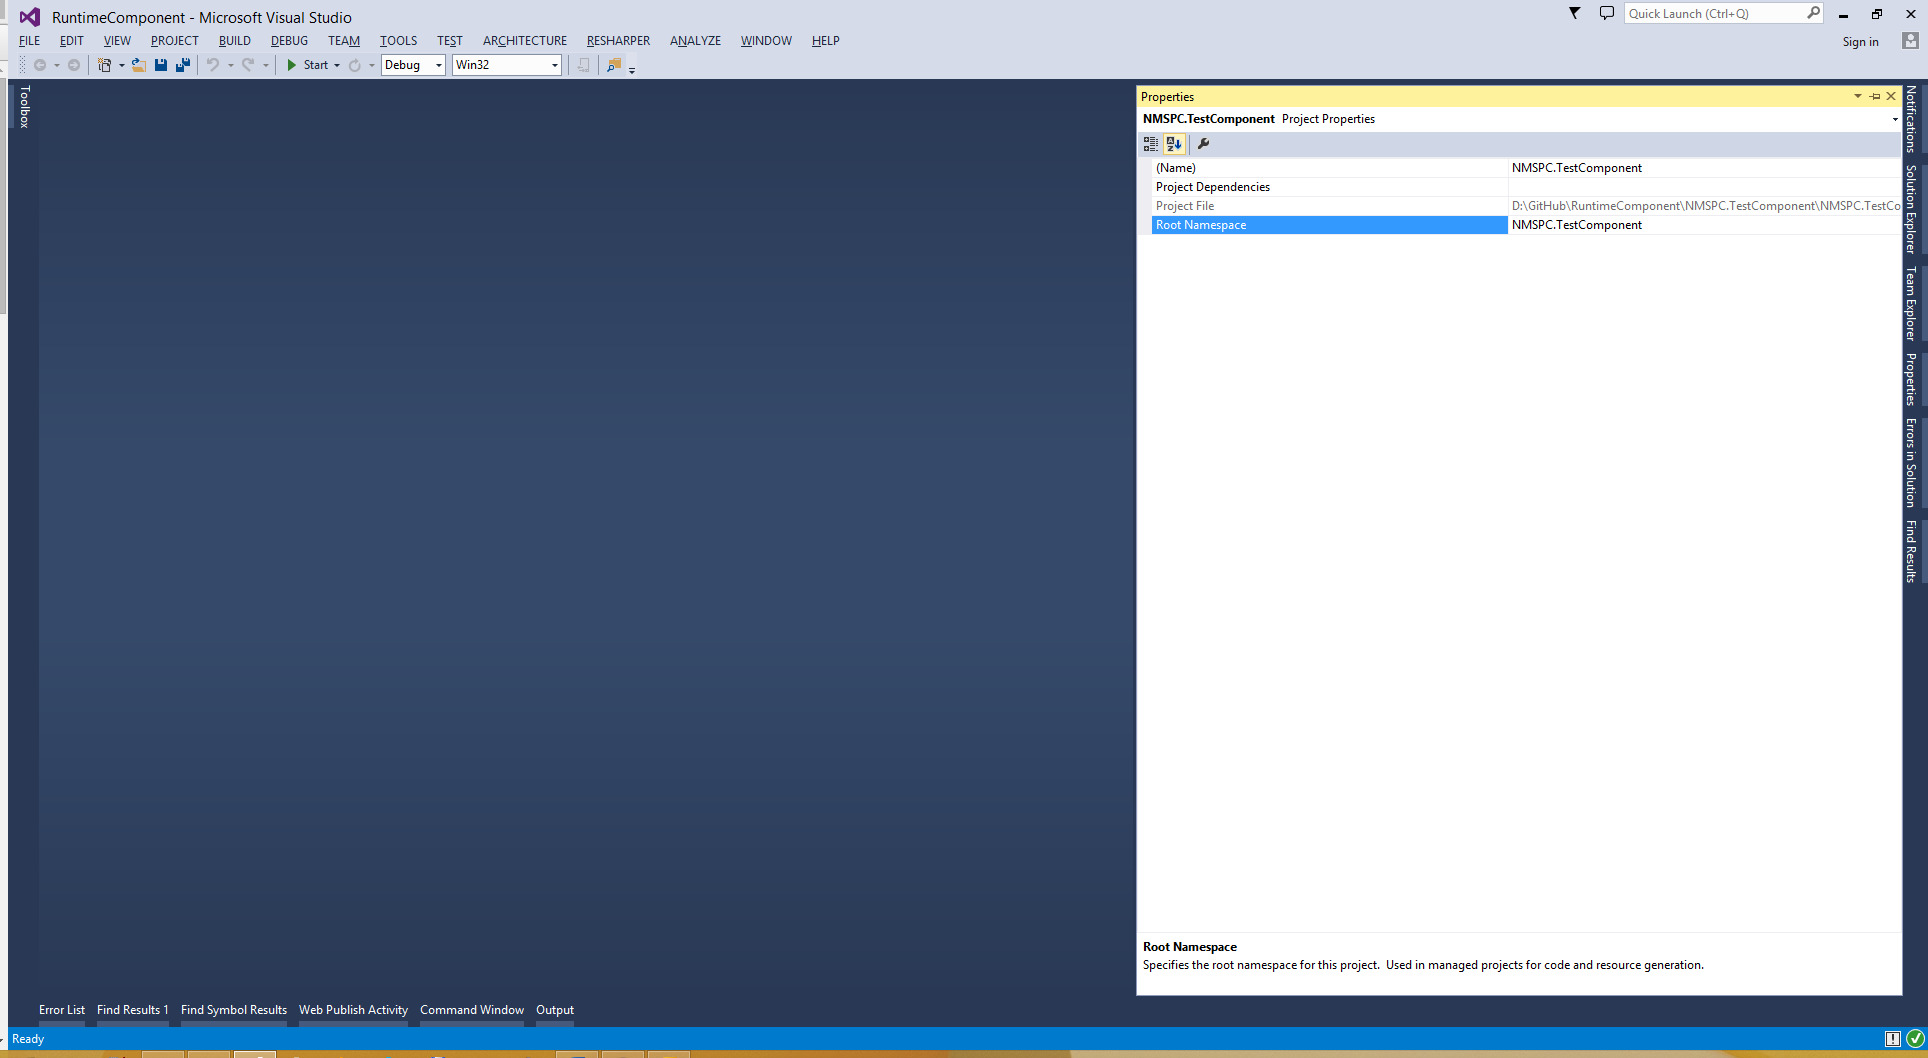 RuntimeComponent - Microsoft Visual Studio
Quick Launch (Ctrl+Q)
FILE EDIT VIEW PROJECT BUILD DEBUG TEAM TOOLS TEST ARCHITECTURE RESHARPER ANALYZE WINDOW HELP
Sign in
Start Debug Win32
Toolbox
Properties
NMSPC.TestComponent Project Properties
(Name) NMSPC.TestComponent
Project Dependencies
Project File D:\GitHub\RuntimeComponent\NMSPC.TestComponent\NMSPC.TestCo
Root Namespace NMSPC.TestComponent
Root Namespace
Specifies the root namespace for this project. Used in managed projects for code and resource generation.
Notifications
Solution Explorer
Team Explorer
Properties
Errors in Solution
Find Results
Error List Find Results 1 Find Symbol Results Web Publish Activity Command Window Output
Ready